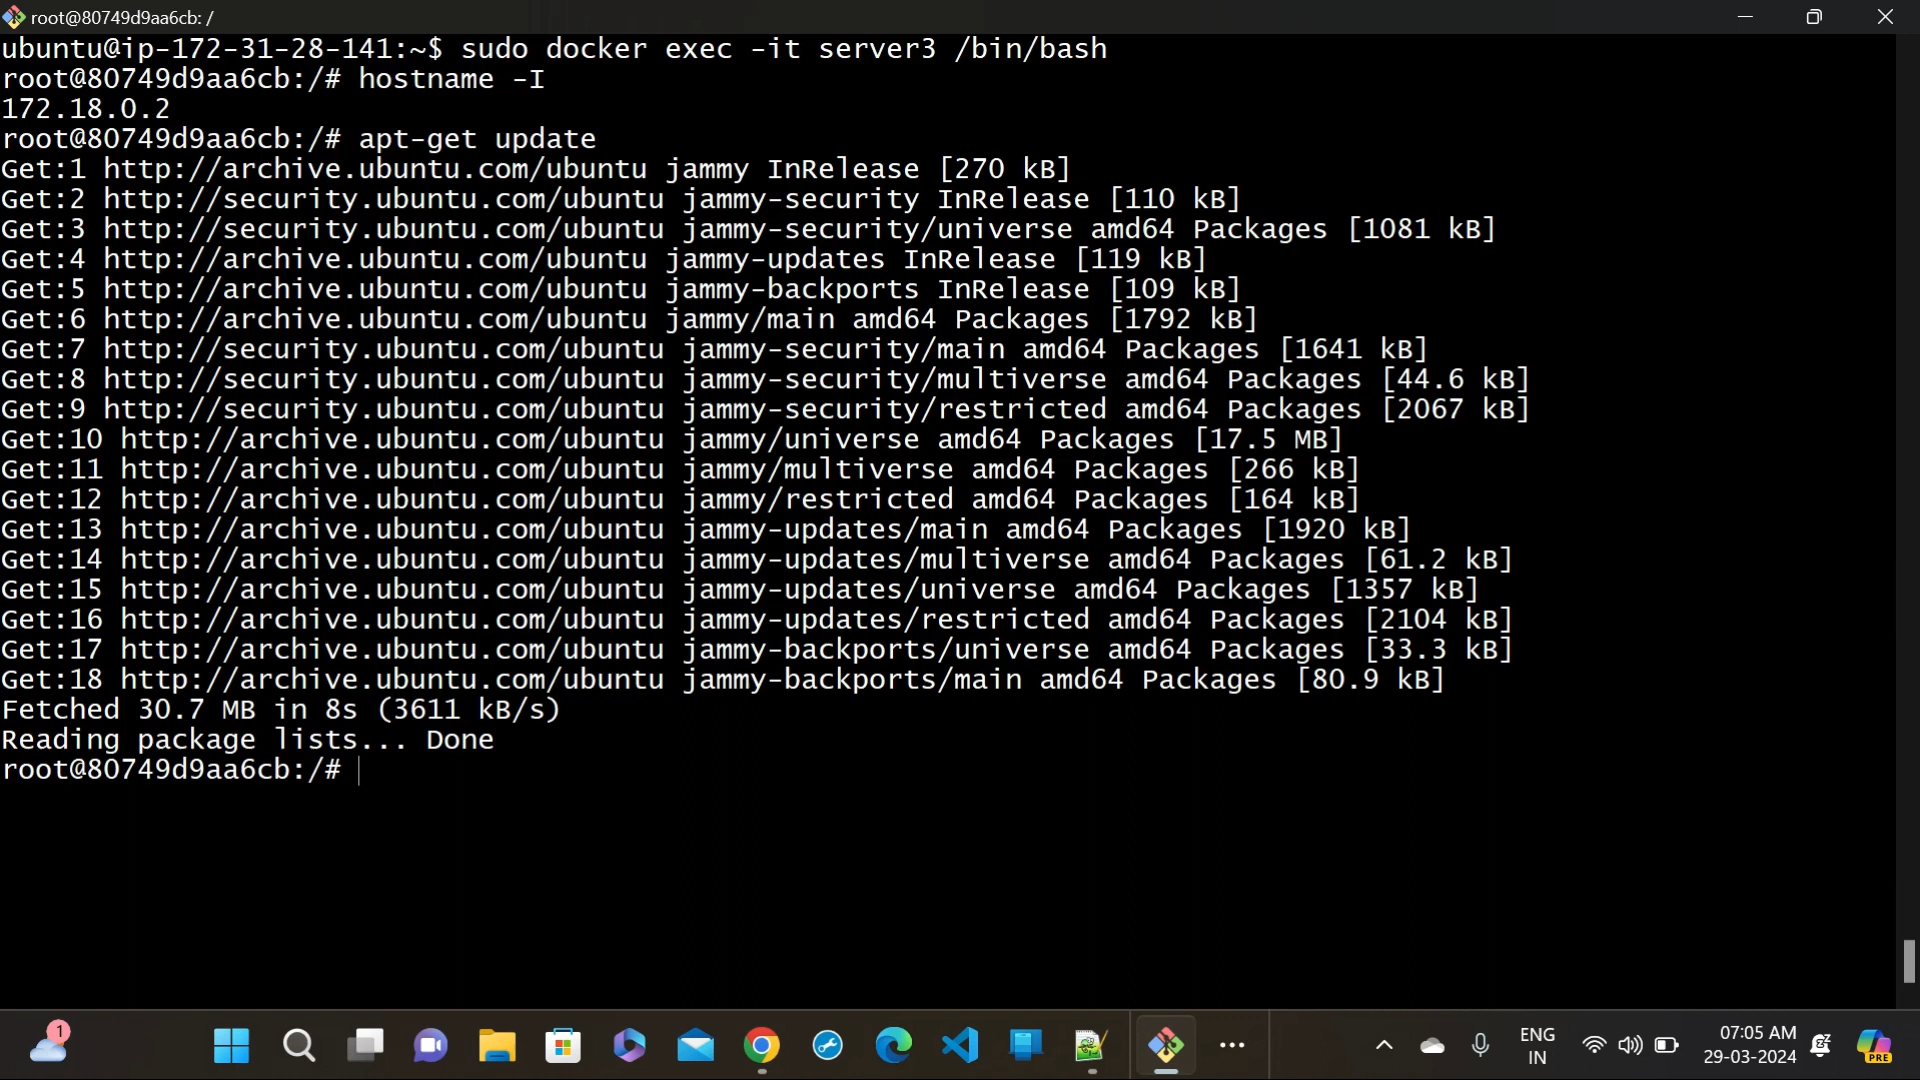 root@80749d9aa6cb: /
ubuntu@ip-172-31-28-141:~$ sudo docker exec -it server3 /bin/bash
root@80749d9aa6cb:/# hostname -I
172.18.0.2
root@80749d9aa6cb:/# apt-get update
Get:1 http://archive.ubuntu.com/ubuntu jammy InRelease [270 kB]
Get:2 http://security.ubuntu.com/ubuntu jammy-security InRelease [110 kB]
Get:3 http://security.ubuntu.com/ubuntu jammy-security/universe amd64 Packages [1081 kB]
Get:4 http://archive.ubuntu.com/ubuntu jammy-updates InRelease [119 kB]
Get:5 http://archive.ubuntu.com/ubuntu jammy-backports InRelease [109 kB]
Get:6 http://archive.ubuntu.com/ubuntu jammy/main amd64 Packages [1792 kB]
Get:7 http://security.ubuntu.com/ubuntu jammy-security/main amd64 Packages [1641 kB]
Get:8 http://security.ubuntu.com/ubuntu jammy-security/multiverse amd64 Packages [44.6 kB]
Get:9 http://security.ubuntu.com/ubuntu jammy-security/restricted amd64 Packages [2067 kB]
Get:10 http://archive.ubuntu.com/ubuntu jammy/universe amd64 Packages [17.5 MB]
Get:11 http://archive.ubuntu.com/ubuntu jammy/multiverse amd64 Packages [266 kB]
Get:12 http://archive.ubuntu.com/ubuntu jammy/restricted amd64 Packages [164 kB]
Get:13 http://archive.ubuntu.com/ubuntu jammy-updates/main amd64 Packages [1920 kB]
Get:14 http://archive.ubuntu.com/ubuntu jammy-updates/multiverse amd64 Packages [61.2 kB]
Get:15 http://archive.ubuntu.com/ubuntu jammy-updates/universe amd64 Packages [1357 kB]
Get:16 http://archive.ubuntu.com/ubuntu jammy-updates/restricted amd64 Packages [2104 kB]
Get:17 http://archive.ubuntu.com/ubuntu jammy-backports/universe amd64 Packages [33.3 kB]
Get:18 http://archive.ubuntu.com/ubuntu jammy-backports/main amd64 Packages [80.9 kB]
Fetched 30.7 MB in 8s (3611 kB/s)
Reading package lists... Done
root@80749d9aa6cb:/#
1
ENG
IN
07:05 AM
29-03-2024
PRE